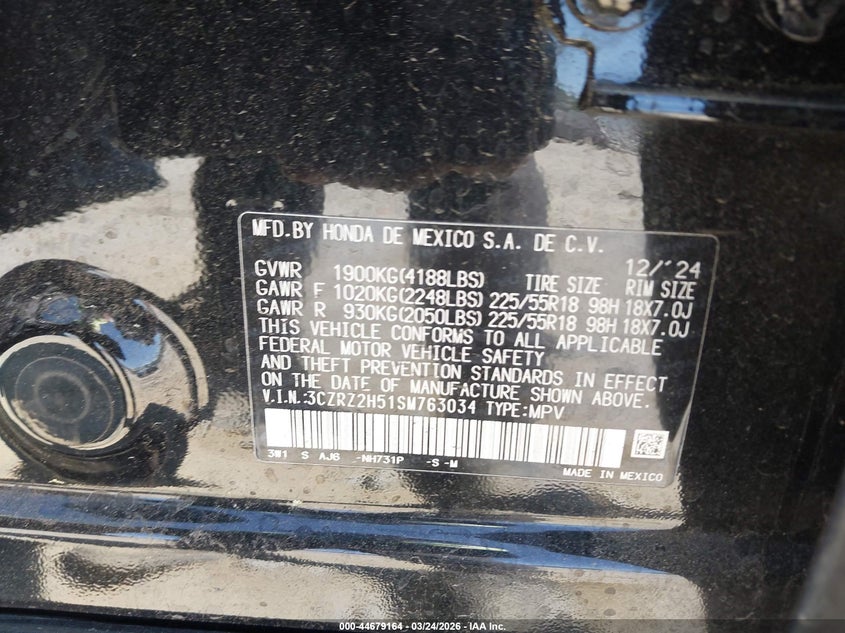 MFD.BY HONDA DE MEXICO S.A. DE C.V.
12/'24
GVWR 1900KG(4188LBS) TIRE SIZE RIM SIZE
GAWR F 1020KG(2248LBS) 225/55R18 98H 18X7.0J
GAWR R 930KG(2050LBS) 225/55R18 98H 18X7.0J
THIS VEHICLE CONFORMS TO ALL APPLICABLE
FEDERAL MOTOR VEHICLE SAFETY
AND THEFT PREVENTION STANDARDS IN EFFECT
ON THE DATE OF MANUFACTURE SHOWN ABOVE.
V.I.N.:3CZRZ2H51SM763034 TYPE:MPV
3W1 S AJ6 -NH731P -S -M
MADE IN MEXICO
000-44679164 - 03/24/2026 - IAA Inc.